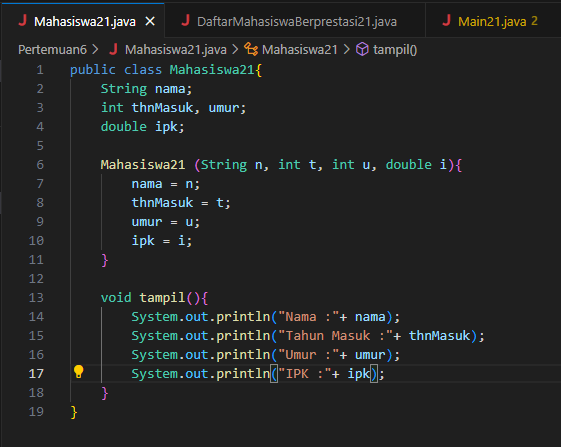 Mahasiswa21.java X DaftarMahasiswaBerprestasi21.java Main21.java 2
Pertemuan6 > Mahasiswa21.java > Mahasiswa21 > tampil()
1 public class Mahasiswa21{
2     String nama;
3     int thnMasuk, umur;
4     double ipk;
5
6     Mahasiswa21 (String n, int t, int u, double i){
7         nama = n;
8         thnMasuk = t;
9         umur = u;
10         ipk = i;
11     }
12
13     void tampil(){
14         System.out.println("Nama :"+ nama);
15         System.out.println("Tahun Masuk :"+ thnMasuk);
16         System.out.println("Umur :"+ umur);
17         System.out.println("IPK :"+ ipk);
18     }
19 }